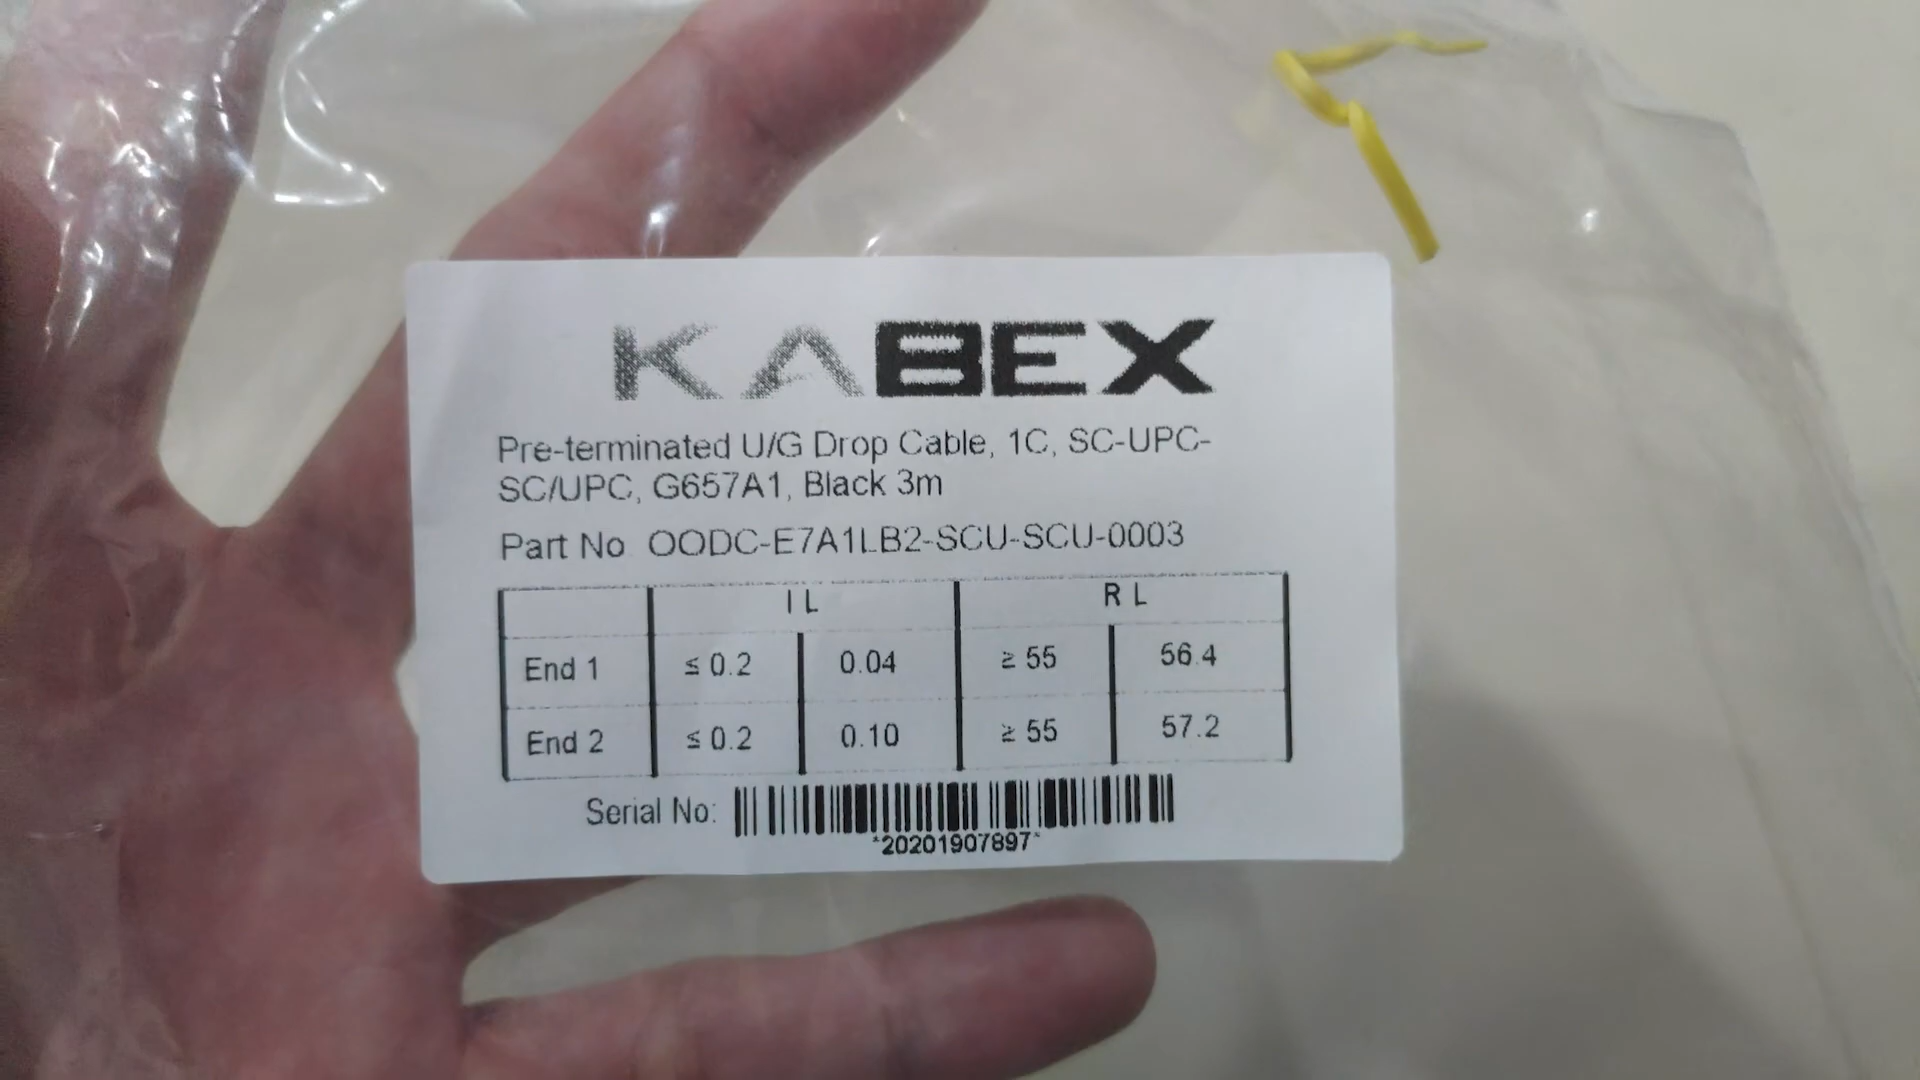 KABEX
Pre-terminated U/G Drop Cable, 1C, SC-UPC-
SC/UPC, G657A1, Black 3m
Part No OODC-E7A1LB2-SCU-SCU-0003
I L R L
End 1 ≤ 0.2 0.04 ≥ 55 56.4
End 2 ≤ 0.2 0.10 ≥ 55 57.2
Serial No:
*20201907897*